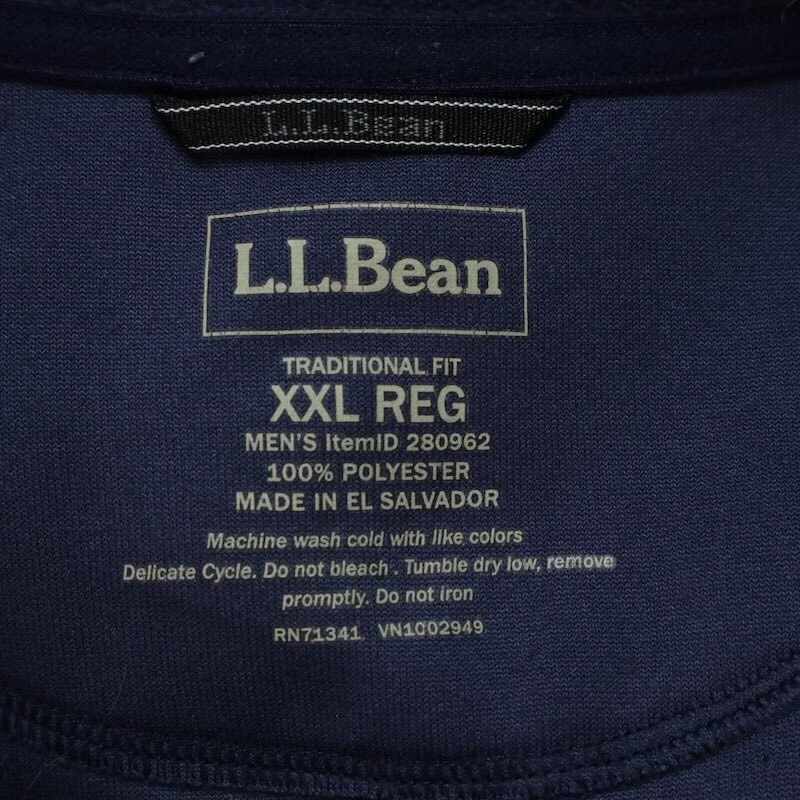 L.L.Bean
L.L.Bean
TRADITIONAL FIT
XXL REG
MEN'S ItemID 280962
100% POLYESTER
MADE IN EL SALVADOR
Machine wash cold with like colors
Delicate Cycle. Do not bleach . Tumble dry low, remove
promptly. Do not iron
RN71341 VN1002949